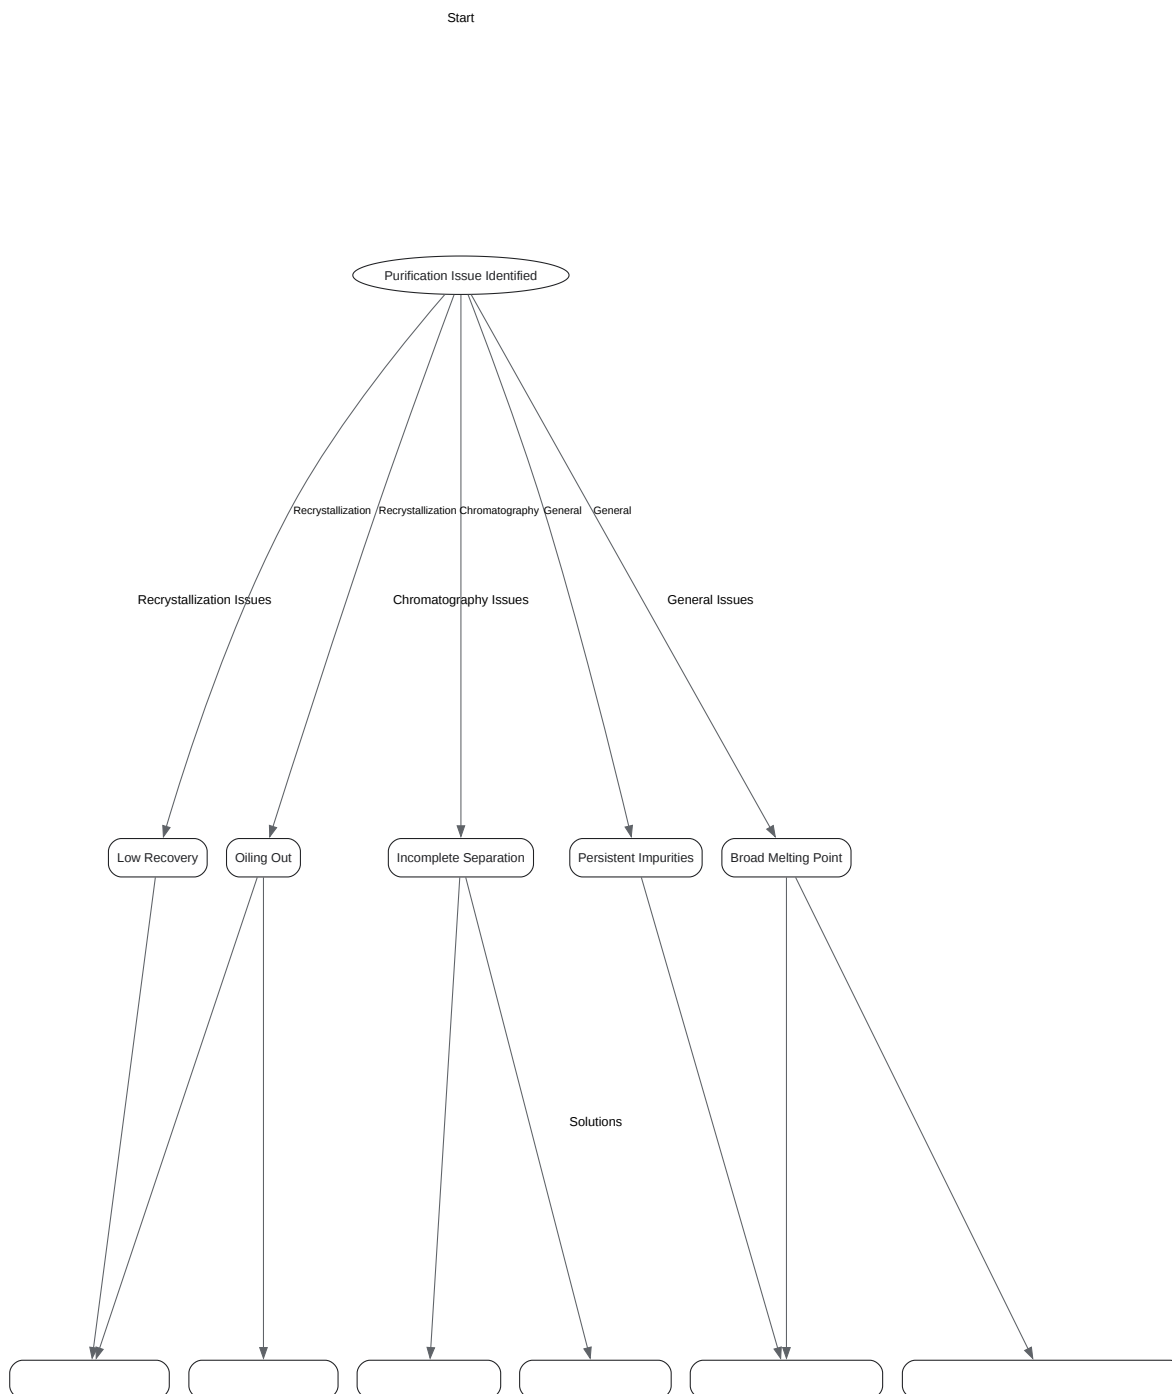 Start
Purification Issue Identified
Recrystallization
Recrystallization
Chromatography
General
General
Recrystallization Issues
Chromatography Issues
General Issues
Low Recovery
Oiling Out
Incomplete Separation
Persistent Impurities
Broad Melting Point
Solutions